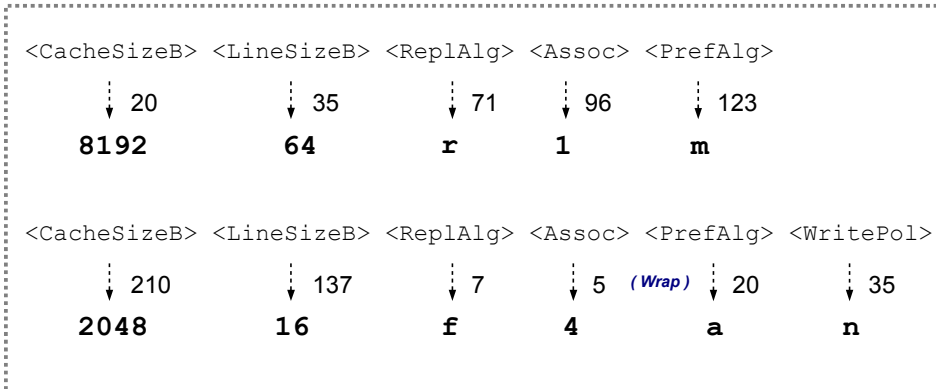 <CacheSizeB> <LineSizeB> <ReplAlg> <Assoc> <PrefAlg>
20 35 71 96 123
8192 64 r 1 m
<CacheSizeB> <LineSizeB> <ReplAlg> <Assoc> <PrefAlg> <WritePol>
210 137 7 5 (Wrap) 20 35
2048 16 f 4 a n